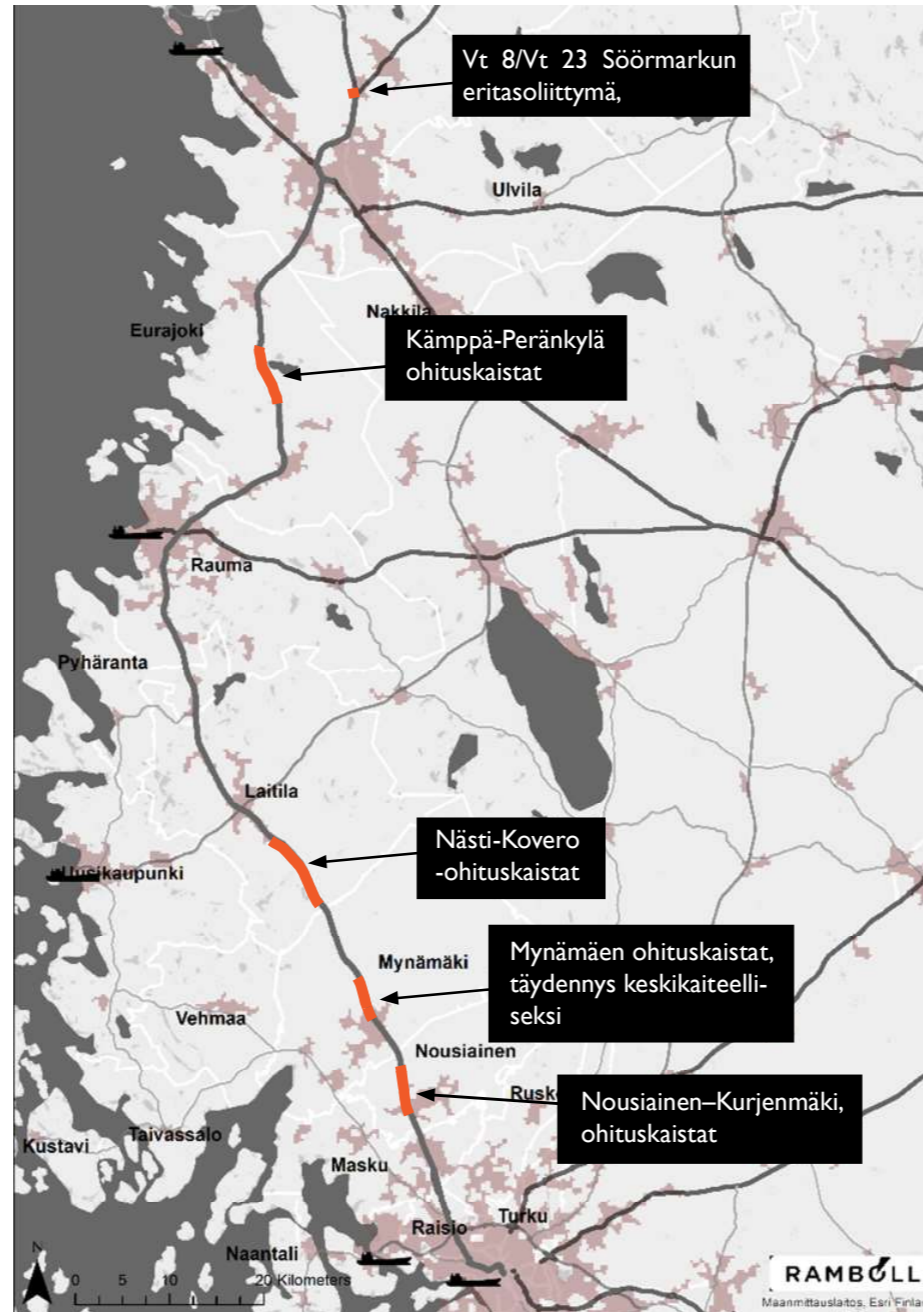 Vt 8/Vt 23 Söörmarkun
eritasoliittymä,
Ulvila
Nakkila
Eurajoki
Kämppä-Peränkylä
ohituskaistat
Rauma
Pyhäranta
Laitila
Nästi-Kovero
-ohituskaistat
Uusikaupunki
Mynämäen ohituskaistat,
täydennys keskikaiteelli-
seksi
Mynämäki
Vehmaa
Nousiainen
Rusk
Nousiainen–Kurjenmäki,
ohituskaistat
Taivassalo
Kustavi
Masku
Turku
Raisio
Naantali
N
0 5 10 20 Kilometers
RAMBOLL
Maanmittauslaitos, Esri Finla